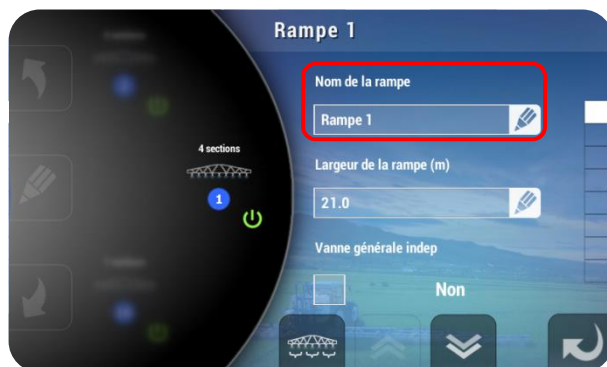 Rampe 1
Nom de la rampe
Rampe 1
4 sections
Largeur de la rampe (m)
1
21.0
Vanne générale indep
Non